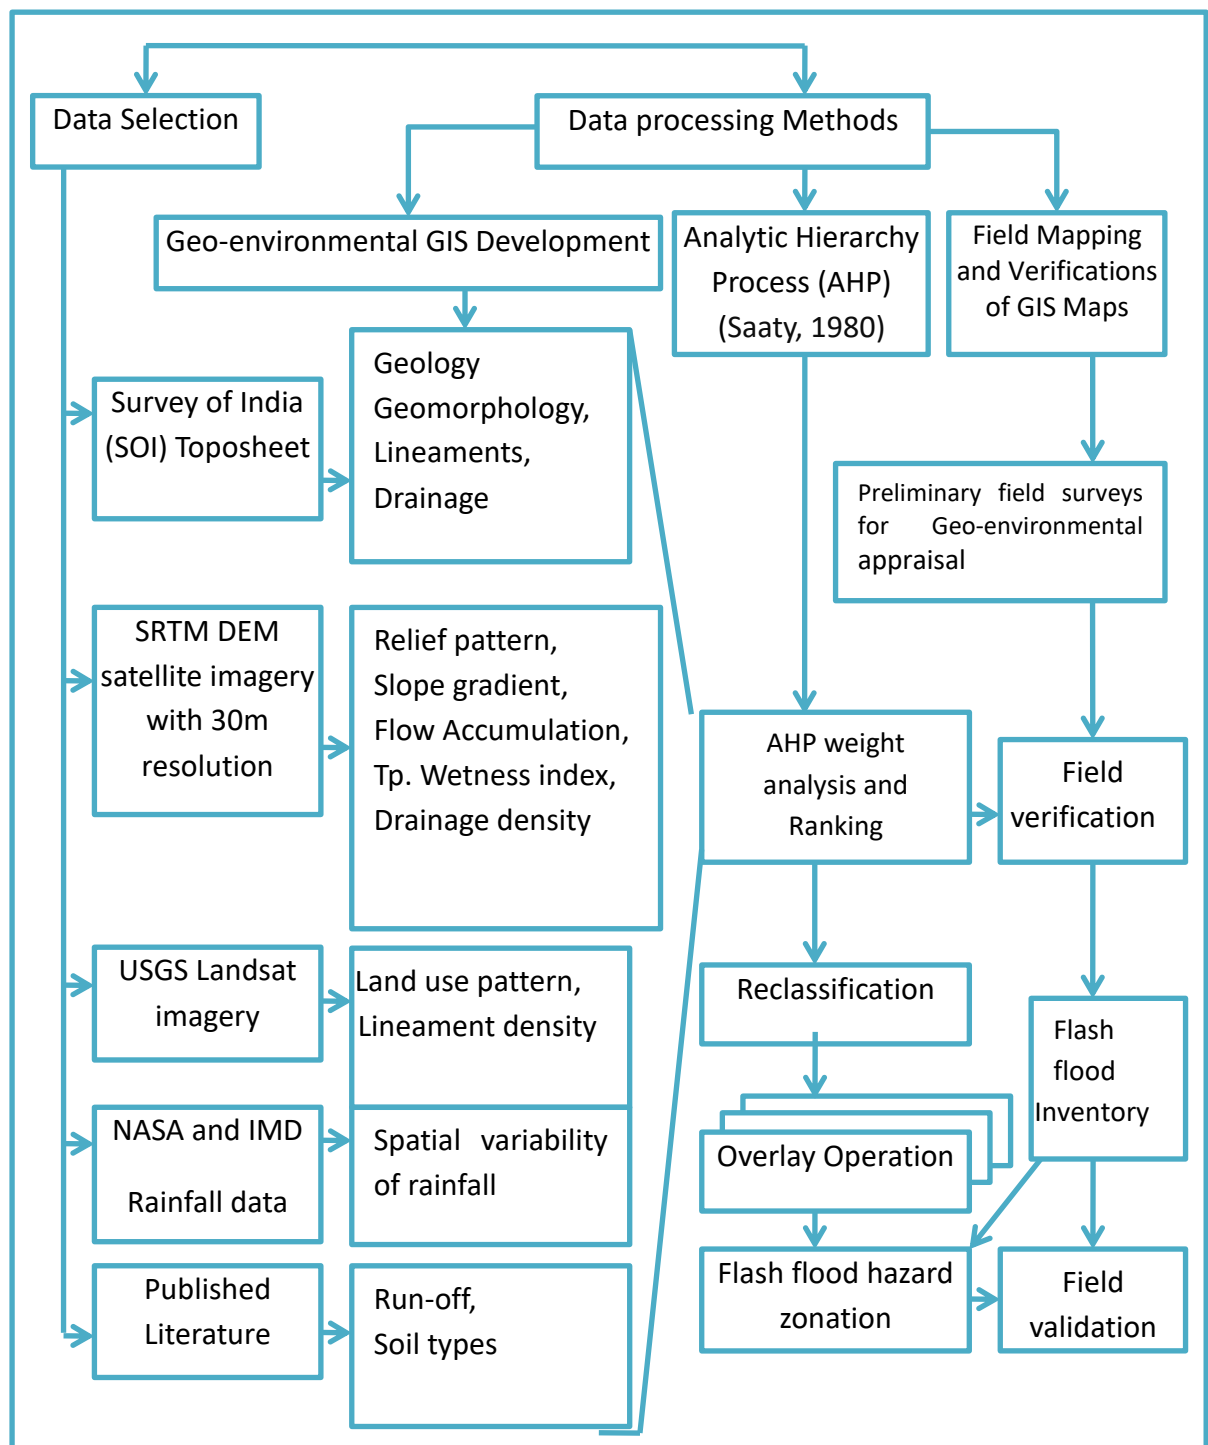 Data Selection
Data processing Methods
Geo-environmental GIS Development
Analytic Hierarchy
Process (AHP)
(Saaty, 1980)
Field Mapping
and Verifications
of GIS Maps
Survey of India
(SOI) Toposheet
Geology
Geomorphology,
Lineaments,
Drainage
Preliminary field surveys
for Geo-environmental
appraisal
SRTM DEM
satellite imagery
with 30m
resolution
Relief pattern,
Slope gradient,
Flow Accumulation,
Tp. Wetness index,
Drainage density
AHP weight
analysis and
Ranking
Field
verification
USGS Landsat
imagery
Land use pattern,
Lineament density
Reclassification
Flash
flood
Inventory
NASA and IMD
Rainfall data
Spatial variability
of rainfall
Overlay Operation
Published
Literature
Run-off,
Soil types
Flash flood hazard
zonation
Field
validation